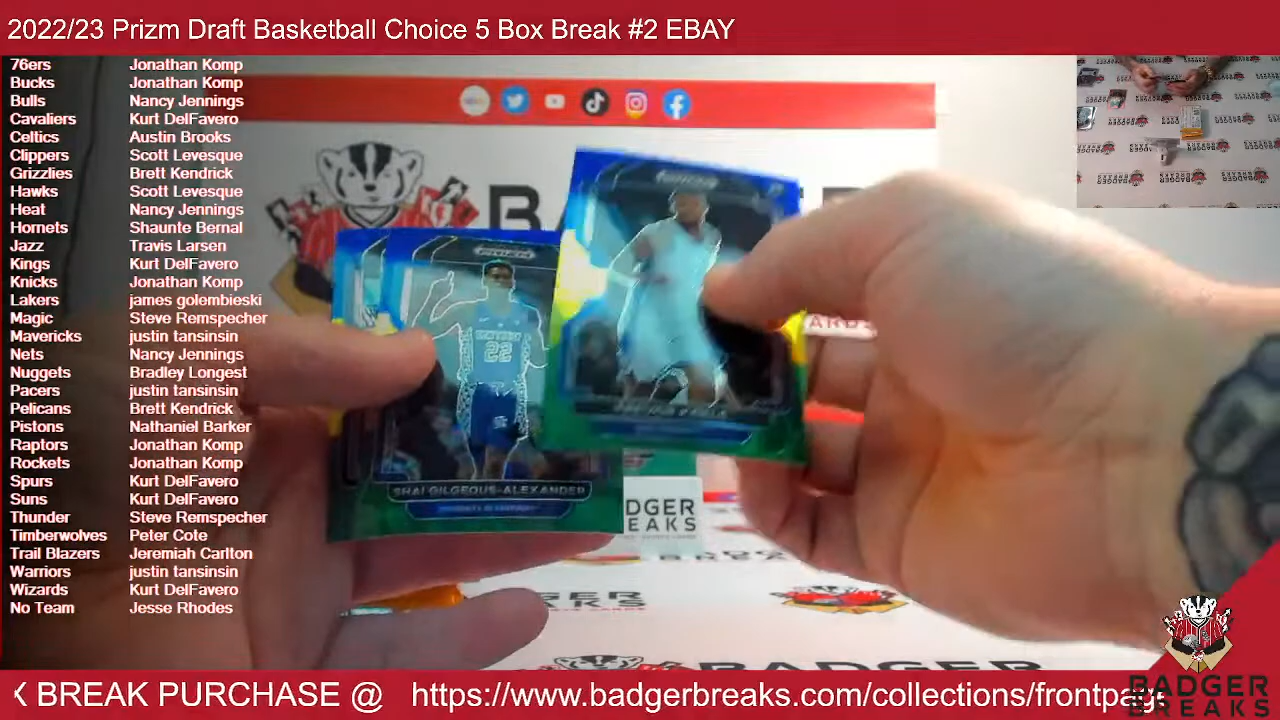 2022/23 Prizm Draft Basketball Choice 5 Box Break #2 EBAY
76ers Jonathan Komp
Bucks Jonathan Komp
Bulls Nancy Jennings
Cavaliers Kurt DelFavero
Celtics Austin Brooks
Clippers Scott Levesque
Grizzlies Brett Kendrick
Hawks Scott Levesque
Heat Nancy Jennings
Hornets Shaunte Bernal
Jazz Travis Larsen
Kings Kurt DelFavero
Knicks Jonathan Komp
Lakers james golembieski
Magic Steve Remspecher
Mavericks justin tansinsin
Nets Nancy Jennings
Nuggets Bradley Longest
Pacers justin tansinsin
Pelicans Brett Kendrick
Pistons Nathaniel Barker
Raptors Jonathan Komp
Rockets Jonathan Komp
Spurs Kurt DelFavero
Suns Kurt DelFavero
Thunder Steve Remspecher
Timberwolves Peter Cote
Trail Blazers Jeremiah Carlton
Warriors justin tansinsin
Wizards Kurt DelFavero
No Team Jesse Rhodes
PRIZM
22
SHAI GILGEOUS-ALEXANDER
DGER
EAKS
BADGER
BREAKS
K BREAK PURCHASE @ https://www.badgerbreaks.com/collections/frontpage